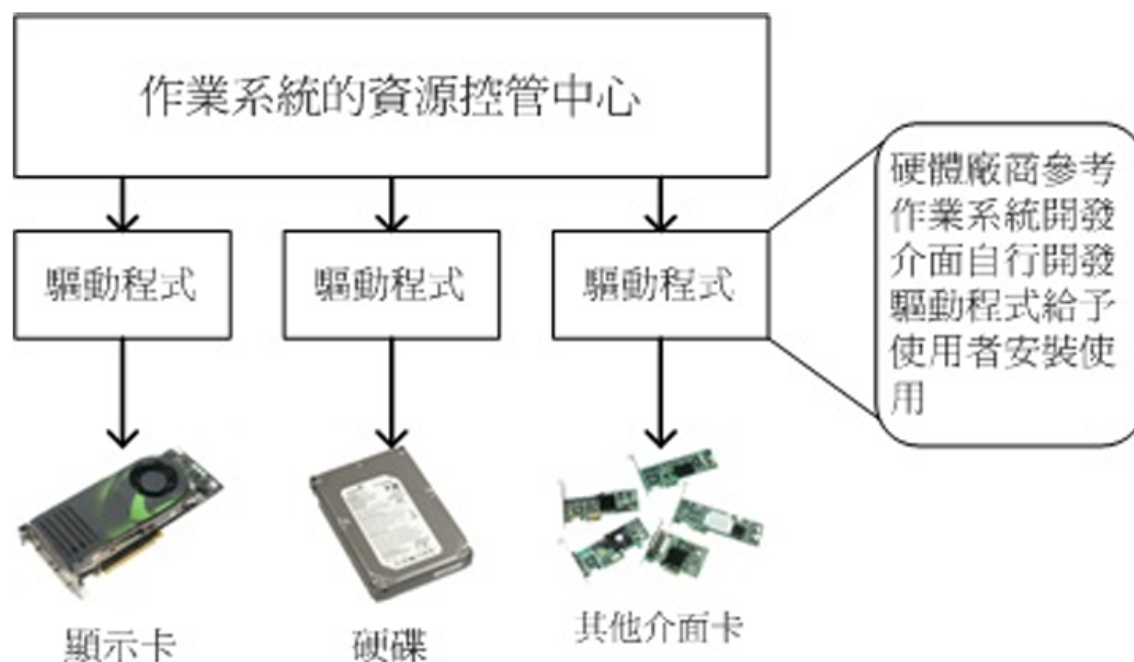 作業系統的資源控管中心
驅動程式
驅動程式
驅動程式
硬體廠商參考
作業系統開發
介面自行開發
驅動程式給予
使用者安裝使
用
顯示卡
硬碟
其他介面卡